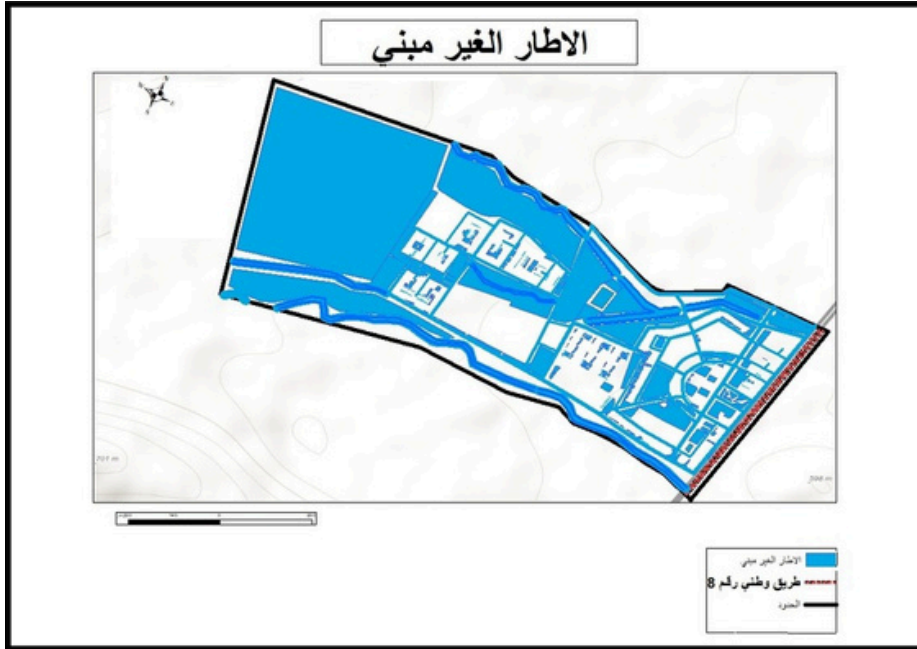 الاطار الغير مبني
الاطار الغير مبني
طريق وطني رقم 8
الحدود